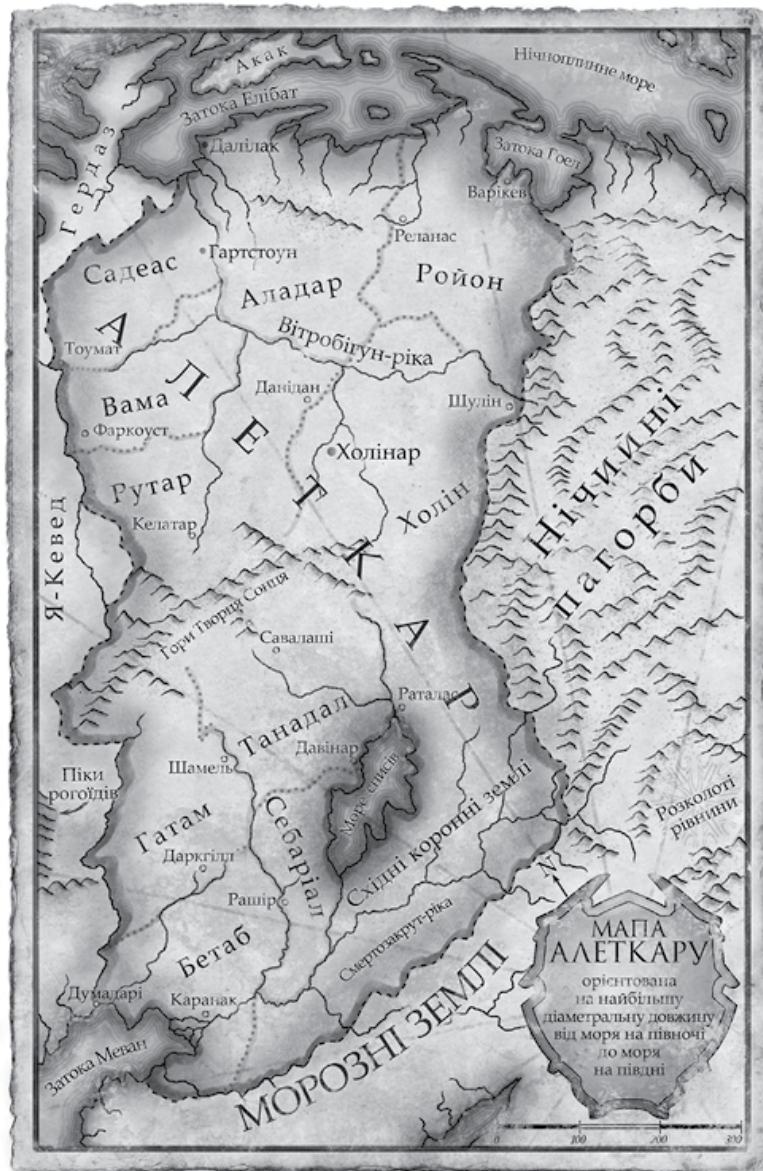 Акак
Нічноплинне море
Затока Елібат
Гердаз
Далілак
Затока Гоел
Варікев
Реланас
Садеас
Гартстоун
Аладар
Ройон
АЛЕТКАР
Вітробігун-ріка
Тоумат
Данідан
Вама
Шулін
Фаркоуст
Холінар
Рутар
Холін
Нічийні
пагорби
Келатар
Я-Кевед
Гори Творця Сонця
Савалаші
Раталас
Танадал
Давінар
Шамель
Піки
рогоїдів
Море списів
Розколоті
рівнини
Гатам
Себаріал
Східні коронні землі
Даркгілл
Рашір
N
Бетаб
Смертозакрут-ріка
МАПА
АЛЕТКАРУ
орієнтована
на найбільшу
діаметральну довжину
від моря на півночі
до моря
на півдні
Думадарі
Каранак
Затока Меван
МОРОЗНІ ЗЕМЛІ
0 100 200 300